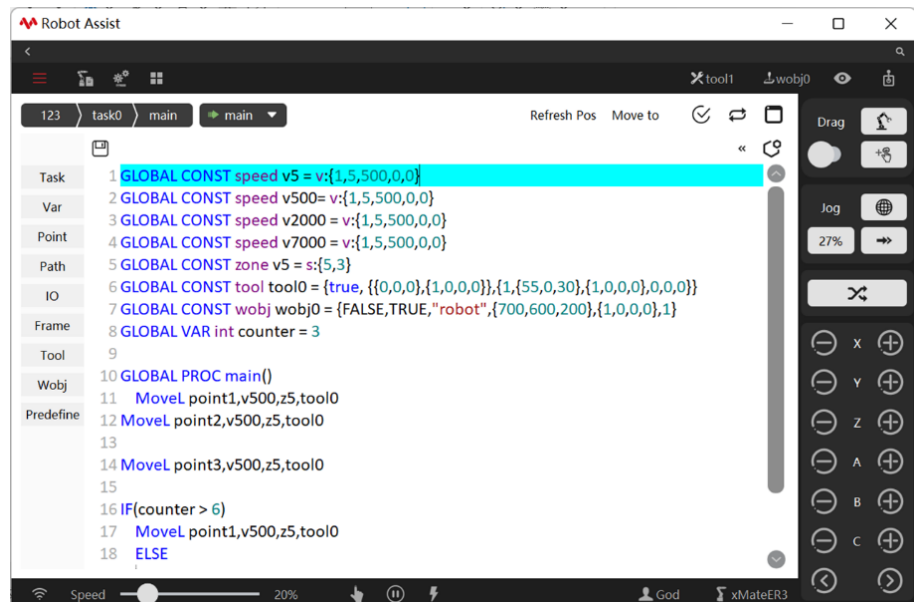 Robot Assist
tool1 wobj0
123 task0 main main Refresh Pos Move to
Drag
Task
Var
Point
Path
IO
Frame
Tool
Wobj
Predefine
1 GLOBAL CONST speed v5 = v:{1,5,500,0,0}
2 GLOBAL CONST speed v500= v:{1,5,500,0,0}
3 GLOBAL CONST speed v2000 = v:{1,5,500,0,0}
4 GLOBAL CONST speed v7000 = v:{1,5,500,0,0}
5 GLOBAL CONST zone v5 = s:{5,3}
6 GLOBAL CONST tool tool0 = {true, {{0,0,0},{1,0,0,0}},{1,{55,0,30},{1,0,0,0},0,0,0}}
7 GLOBAL CONST wobj wobj0 = {FALSE,TRUE,"robot",{700,600,200},{1,0,0,0},1}
8 GLOBAL VAR int counter = 3
9
10 GLOBAL PROC main()
11 MoveL point1,v500,z5,tool0
12 MoveL point2,v500,z5,tool0
13
14 MoveL point3,v500,z5,tool0
15
16 IF(counter > 6)
17 MoveL point1,v500,z5,tool0
18 ELSE
Jog
27%
X
Y
Z
A
B
C
Speed 20% God xMateER3